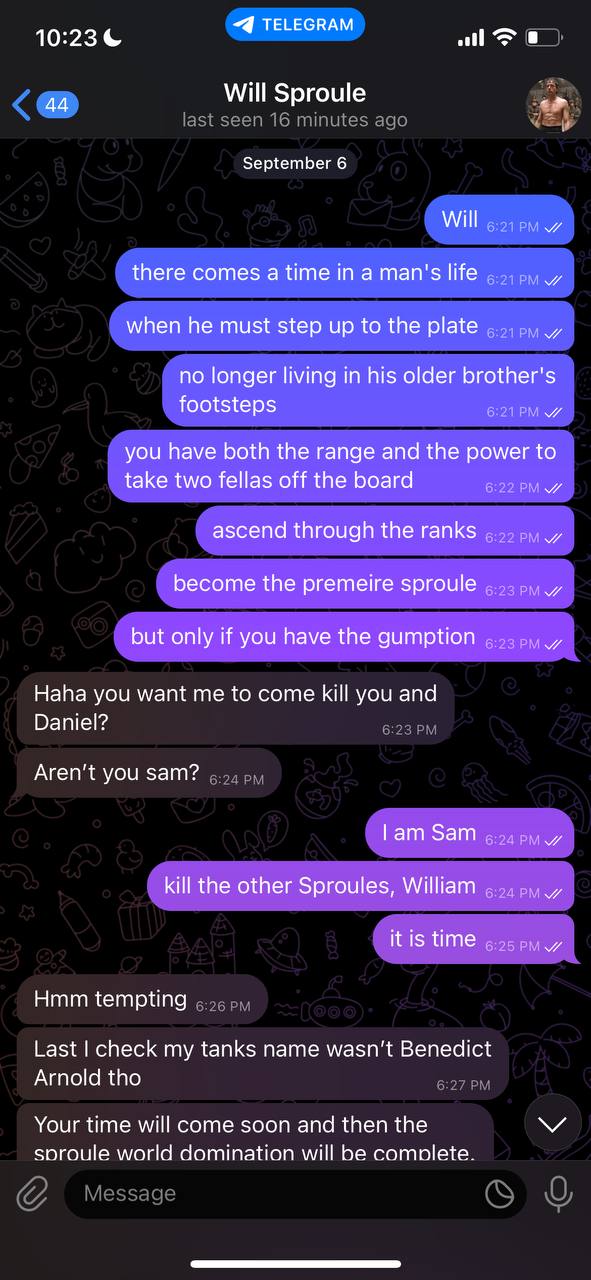 10:23
TELEGRAM
44
Will Sproule
last seen 16 minutes ago
September 6
Will 6:21 PM
there comes a time in a man's life 6:21 PM
when he must step up to the plate 6:21 PM
no longer living in his older brother's
footsteps 6:21 PM
you have both the range and the power to
take two fellas off the board 6:22 PM
ascend through the ranks 6:22 PM
become the premeire sproule 6:23 PM
but only if you have the gumption 6:23 PM
Haha you want me to come kill you and
Daniel? 6:23 PM
Aren’t you sam? 6:24 PM
I am Sam 6:24 PM
kill the other Sproules, William 6:24 PM
it is time 6:25 PM
Hmm tempting 6:26 PM
Last I check my tanks name wasn’t Benedict
Arnold tho 6:27 PM
Your time will come soon and then the
sproule world domination will be complete.
Message